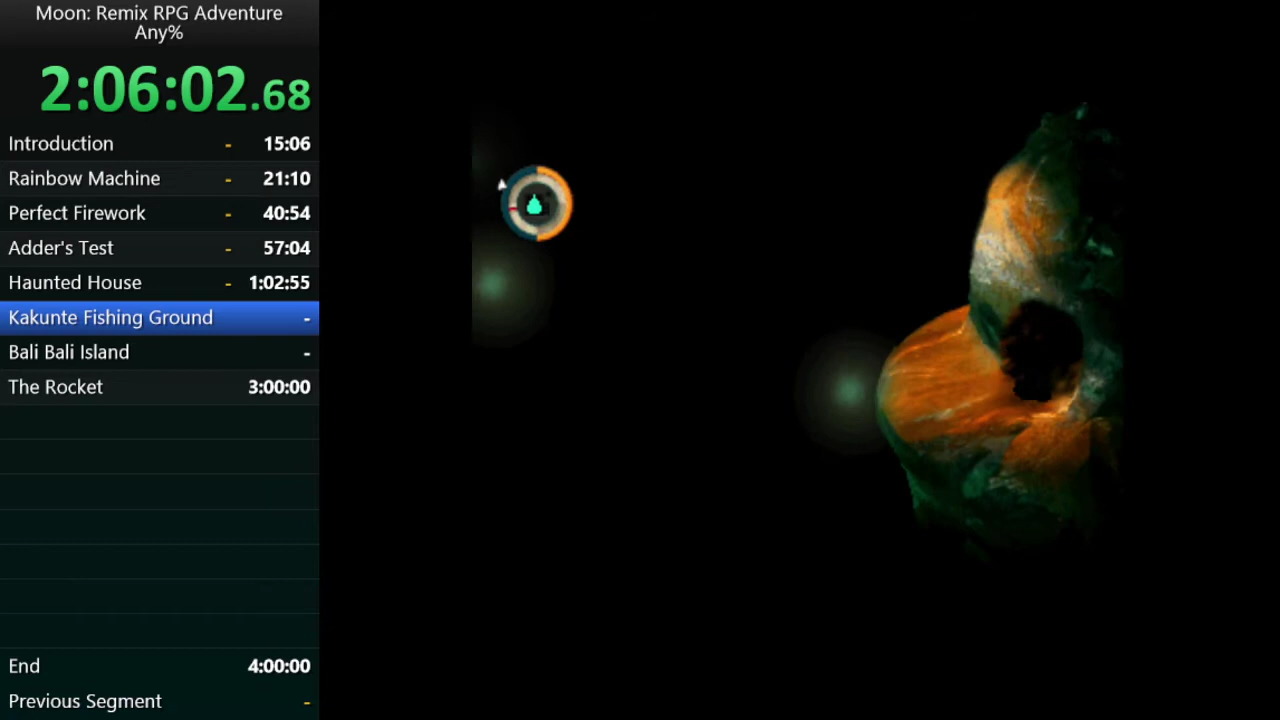 Moon: Remix RPG Adventure
Any%
2:06:02.68
Introduction - 15:06
Rainbow Machine - 21:10
Perfect Firework - 40:54
Adder's Test - 57:04
Haunted House - 1:02:55
Kakunte Fishing Ground -
Bali Bali Island -
The Rocket 3:00:00
End 4:00:00
Previous Segment -